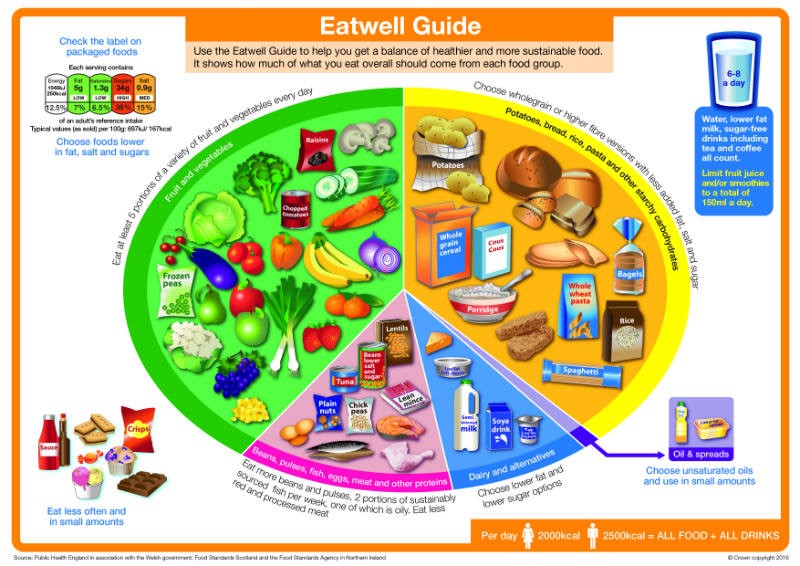 Eatwell Guide
Use the Eatwell Guide to help you get a balance of healthier and more sustainable food.
It shows how much of what you eat overall should come from each food group.
Check the label on
packaged foods
Each serving contains
Energy
1046kJ
250kcal
12.5%
Fat
5g
LOW
7%
Saturates
1.3g
LOW
6.5%
Sugars
34g
HIGH
38%
Salt
0.9g
MED
15%
of an adult's reference intake
Typical values (as sold) per 100g: 697kJ/ 167kcal
Choose foods lower
in fat, salt and sugars
6-8
a day
Water, lower fat
milk, sugar-free
drinks including
tea and coffee
all count.
Limit fruit juice
and/or smoothies
to a total of
150ml a day.
Eat at least 5 portions of a variety of fruit and vegetables every day
Fruit and vegetables
Raisins
Chopped
tomatoes
Frozen
peas
Choose wholegrain or higher fibre versions with less added fat, salt and sugar
Potatoes, bread, rice, pasta and other starchy carbohydrates
Potatoes
Whole
grain
cereal
Cous
Cous
Porridge
Bagels
Whole
wheat
pasta
Rice
Spaghetti
Lentils
Beans
lower
salt
and
sugar
Tuna
Plain
nuts
Chick
peas
Lean
mince
Beans, pulses, fish, eggs, meat and other proteins
Eat more beans and pulses, 2 portions of sustainably
sourced fish per week, one of which is oily. Eat less
red and processed meat
Semi
skimmed
milk
Soya
drink
Dairy and alternatives
Choose lower fat and
lower sugar options
Sauce
Crisps
Eat less often and
in small amounts
Oil & spreads
Choose unsaturated oils
and use in small amounts
Per day 2000kcal 2500kcal = ALL FOOD + ALL DRINKS
Source: Public Health England in association with the Welsh government, Food Standards Scotland and the Food Standards Agency in Northern Ireland
© Crown copyright 2016